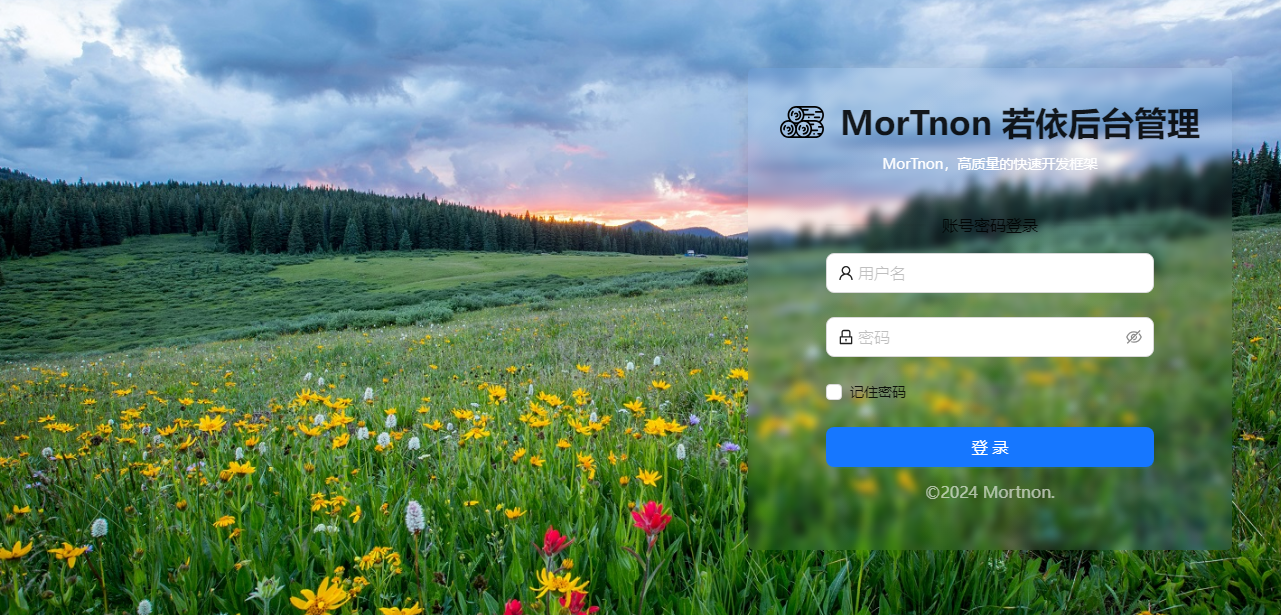 MorTnon 若依后台管理
MorTnon，高质量的快速开发框架
账号密码登录
用户名
密码
记住密码
登 录
©2024 Mortnon.